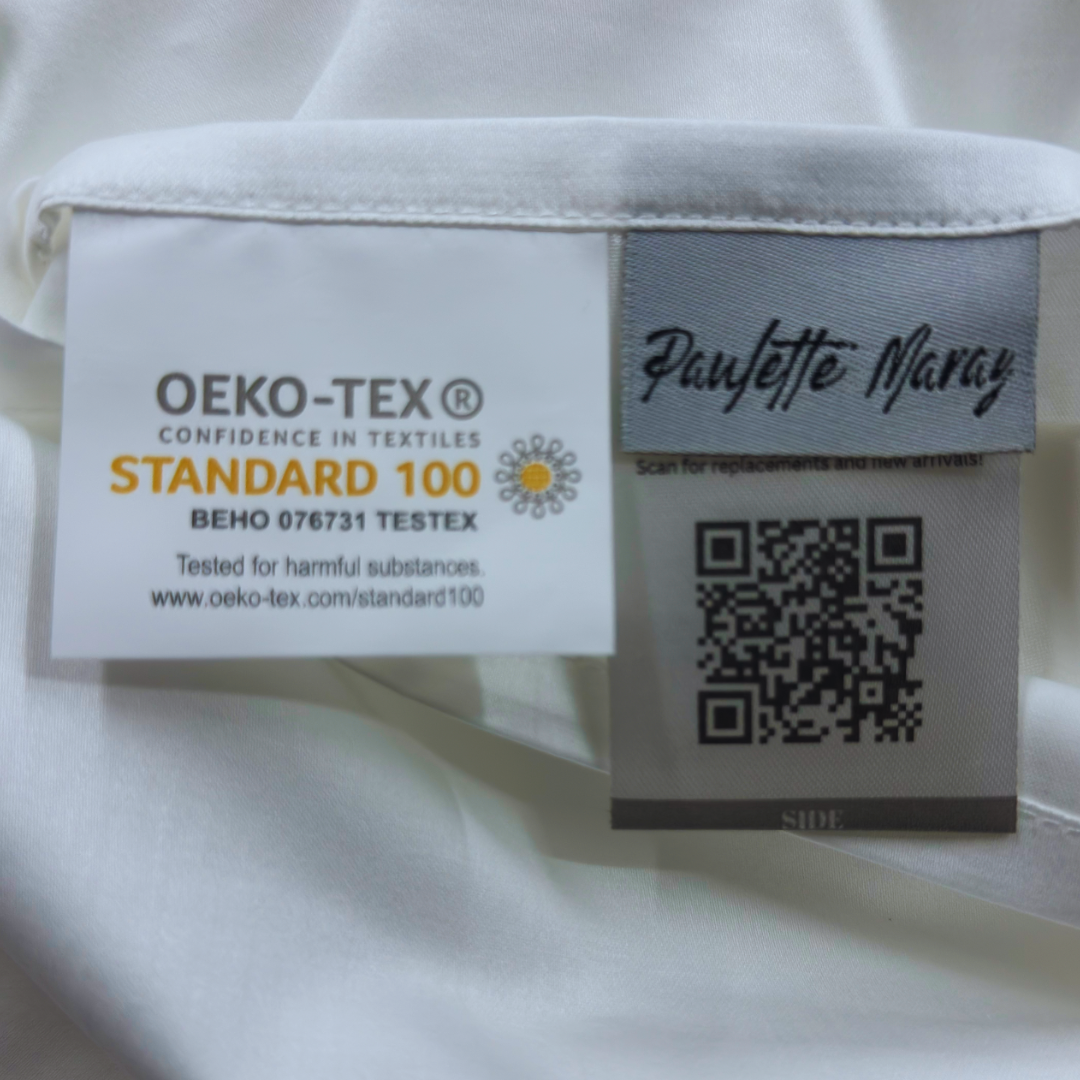 OEKO-TEX®
CONFIDENCE IN TEXTILES
STANDARD 100
BEHO 076731 TESTEX
Tested for harmful substances.
www.oeko-tex.com/standard100
Paulette Maray
Scan for replacements and new arrivals!
SIDE